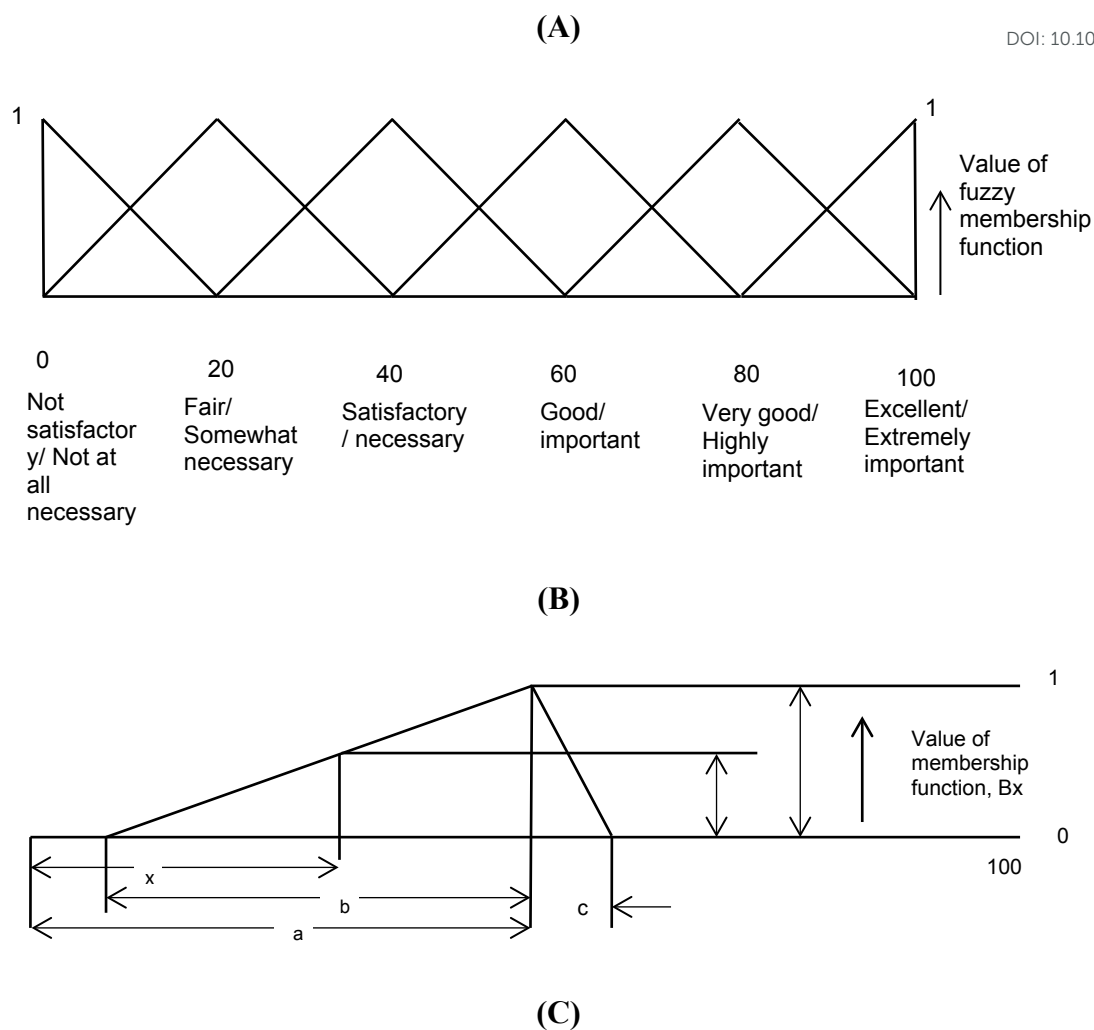 (A)
DOI: 10.10
1
1
Value of
fuzzy
membership
function
0
20
40
60
80
100
Not
satisfactor
y/ Not at
all
necessary
Fair/
Somewhat
necessary
Satisfactory
/ necessary
Good/
important
Very good/
Highly
important
Excellent/
Extremely
important
(B)
1
Value of
membership
function, Bx
0
100
x
b
c
a
(C)